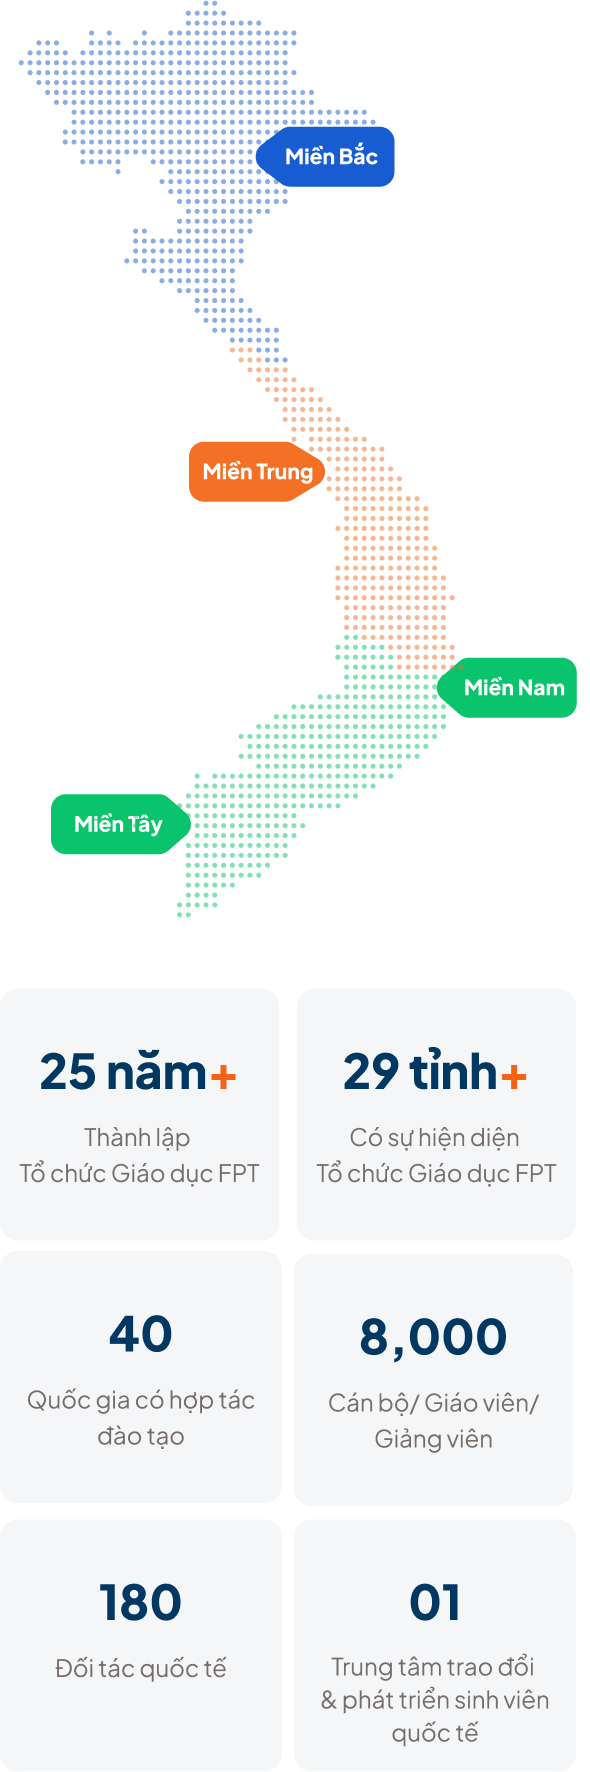 Miền Bắc
Miền Trung
Miền Nam
Miền Tây
25 năm+
Thành lập
Tổ chức Giáo dục FPT
29 tỉnh+
Có sự hiện diện
Tổ chức Giáo dục FPT
40
Quốc gia có hợp tác
đào tạo
8,000
Cán bộ/ Giáo viên/
Giảng viên
180
Đối tác quốc tế
01
Trung tâm trao đổi
& phát triển sinh viên
quốc tế